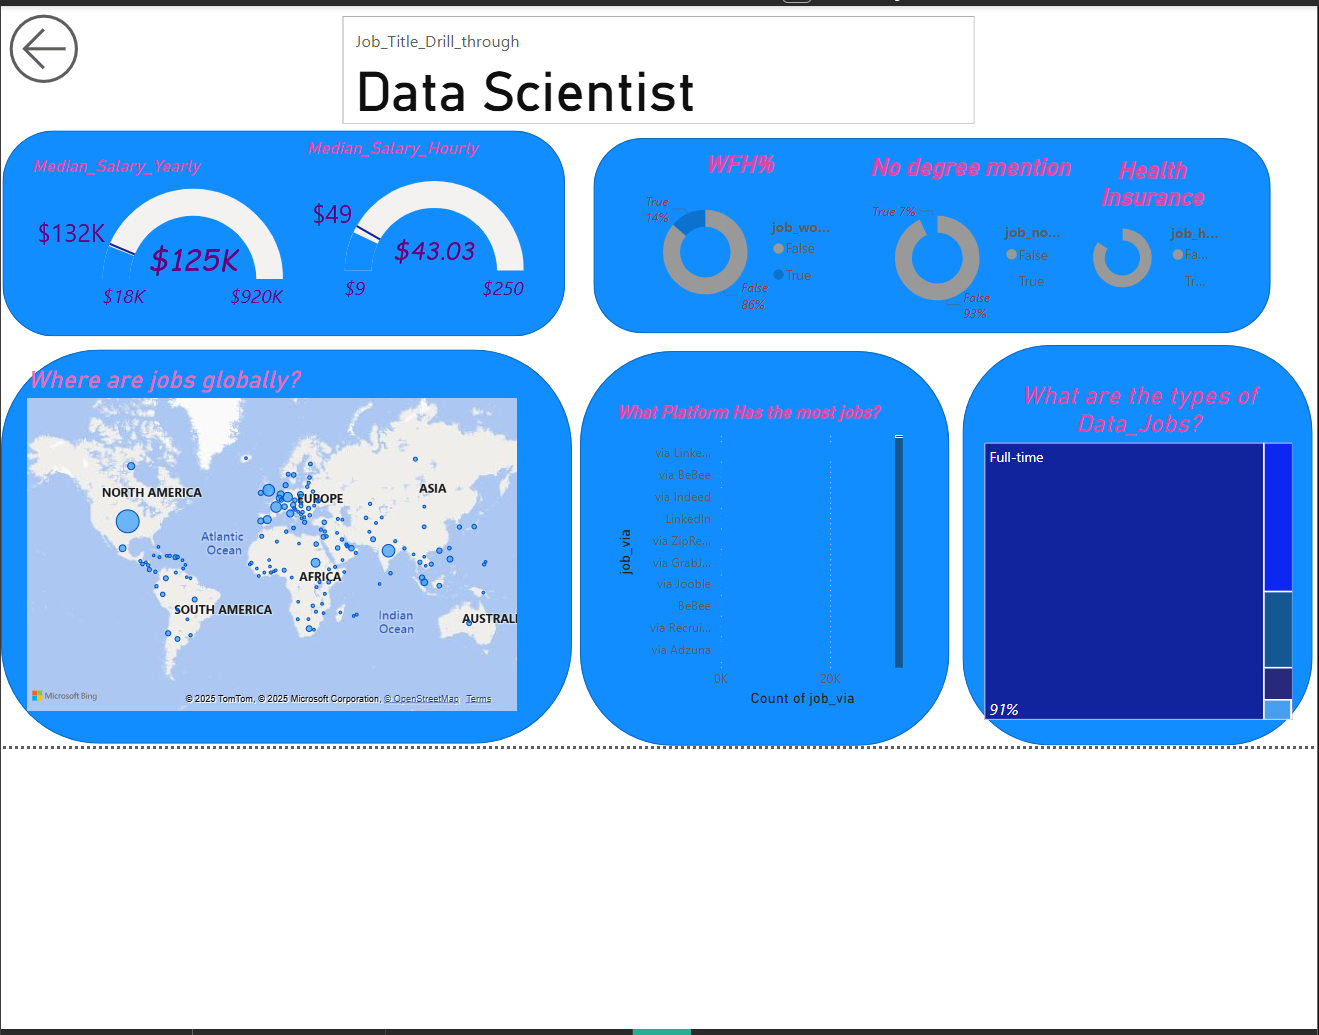 Job_Title_Drill_through
Data Scientist
Median_Salary_Yearly
$132K
$125K
$18K
$920K
Median_Salary_Hourly
$49
$43.03
$9
$250
WFH%
True
14%
False
86%
job_wo...
False
True
No degree mention
True 7%
False
93%
job_no...
False
True
Health
Insurance
job_h...
Fa...
Tr...
Where are jobs globally?
NORTH AMERICA
EUROPE
ASIA
Atlantic
Ocean
AFRICA
SOUTH AMERICA
Indian
Ocean
AUSTRALI
Microsoft Bing
© 2025 TomTom, © 2025 Microsoft Corporation, © OpenStreetMap Terms
What Platform Has the most jobs?
job_via
via Linke...
via BeBee
via Indeed
LinkedIn
via ZipRe...
via GrabJ...
via Jooble
BeBee
via Recrui...
via Adzuna
0K
20K
Count of job_via
What are the types of
Data_Jobs?
Full-time
91%